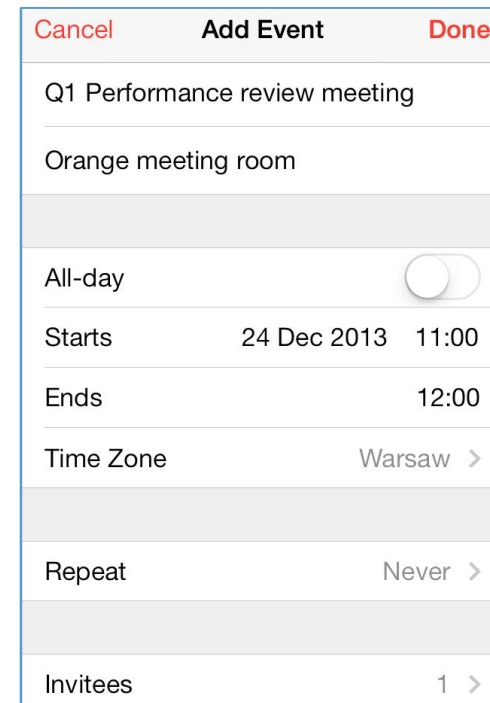 Cancel Add Event Done
Q1 Performance review meeting
Orange meeting room
All-day
Starts 24 Dec 2013 11:00
Ends 12:00
Time Zone Warsaw >
Repeat Never >
Invitees 1 >